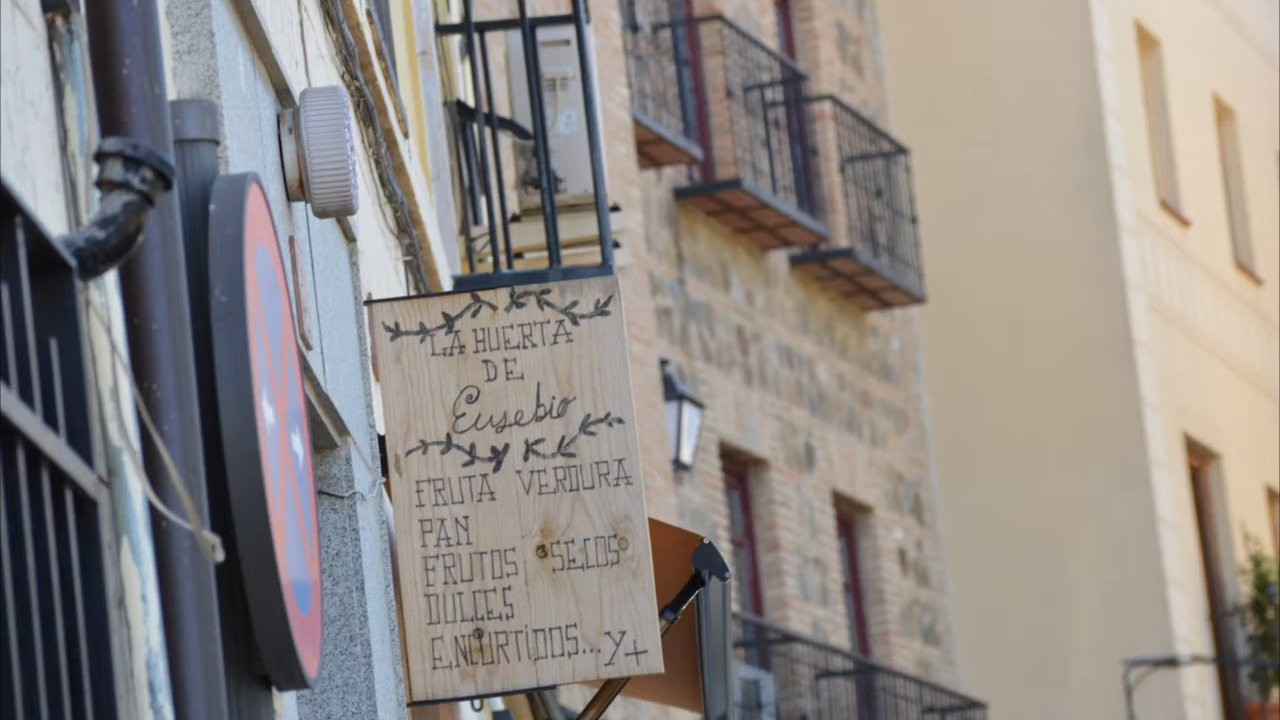 LA HUERTA
DE
Eusebio
FRUTA VERDURA
PAN
FRUTOS SECOS
DULCES
ENCURTIDOS...Y+